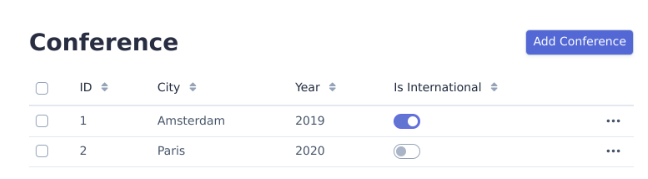 Conference
Add Conference
ID City Year Is International
1 Amsterdam 2019
2 Paris 2020